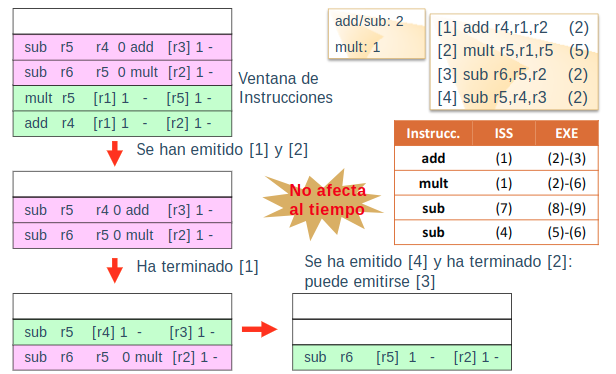 sub r5 r4 0 add [r3] 1 -
sub r6 r5 0 mult [r2] 1 -
mult r5 [r1] 1 - [r5] 1 -
add r4 [r1] 1 - [r2] 1 -
Ventana de
Instrucciones
add/sub: 2
mult: 1
[1] add r4,r1,r2 (2)
[2] mult r5,r1,r5 (5)
[3] sub r6,r5,r2 (2)
[4] sub r5,r4,r3 (2)
Se han emitido [1] y [2]
Instrucc. ISS EXE
add (1) (2)-(3)
mult (1) (2)-(6)
sub (7) (8)-(9)
sub (4) (5)-(6)
No afecta
al tiempo
sub r5 r4 0 add [r3] 1 -
sub r6 r5 0 mult [r2] 1 -
Ha terminado [1]
Se ha emitido [4] y ha terminado [2]:
puede emitirse [3]
sub r5 [r4] 1 - [r3] 1 -
sub r6 r5 0 mult [r2] 1 -
sub r6 [r5] 1 - [r2] 1 -